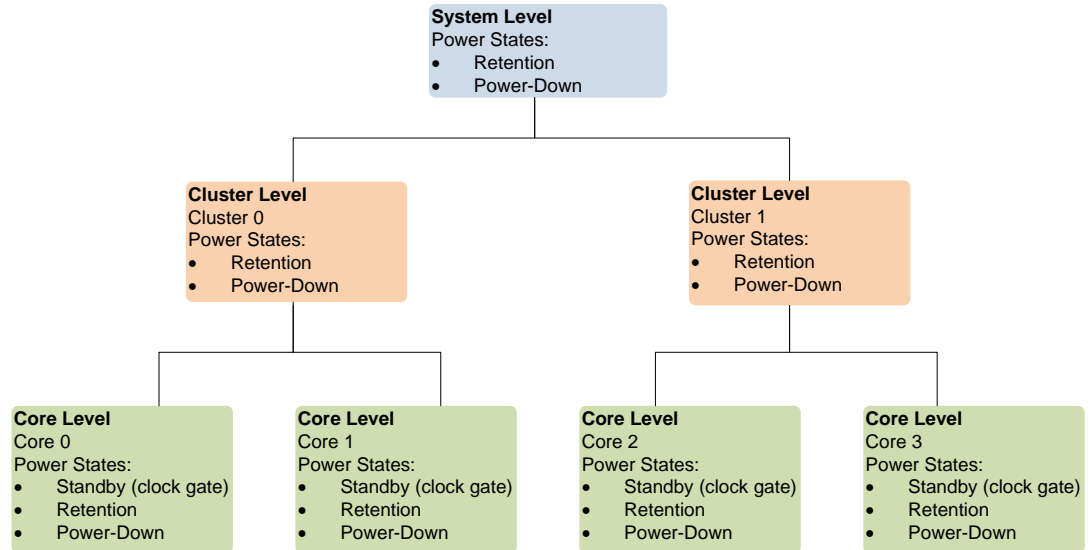 System Level
Power States:
• Retention
• Power-Down
Cluster Level
Cluster 0
Power States:
• Retention
• Power-Down
Cluster Level
Cluster 1
Power States:
• Retention
• Power-Down
Core Level
Core 0
Power States:
• Standby (clock gate)
• Retention
• Power-Down
Core Level
Core 1
Power States:
• Standby (clock gate)
• Retention
• Power-Down
Core Level
Core 2
Power States:
• Standby (clock gate)
• Retention
• Power-Down
Core Level
Core 3
Power States:
• Standby (clock gate)
• Retention
• Power-Down